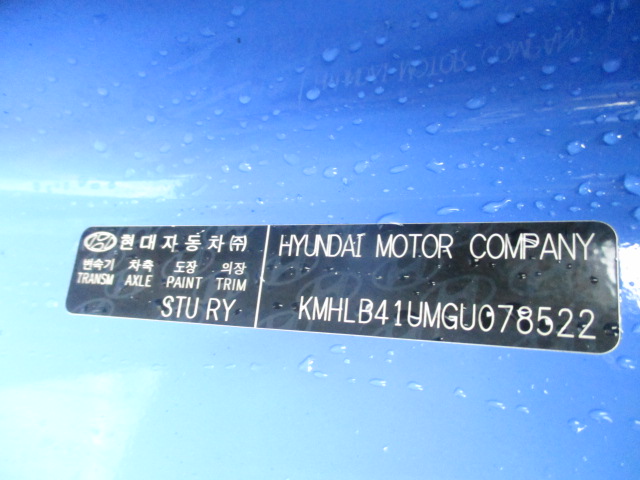 현대자동차㈜
변속기 차축 도장 의장
TRANSM AXLE PAINT TRIM
STU RY
HYUNDAI MOTOR COMPANY
KMHLB41UMGU078522